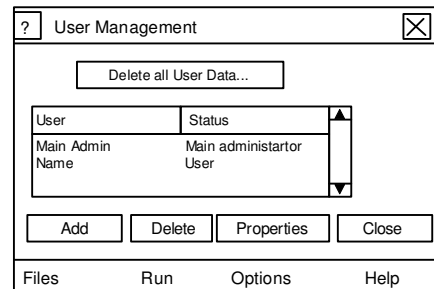 ? User Management
Delete all User Data...
User Status
Main Admin Main administartor
Name User
Add Delete Properties Close
Files Run Options Help